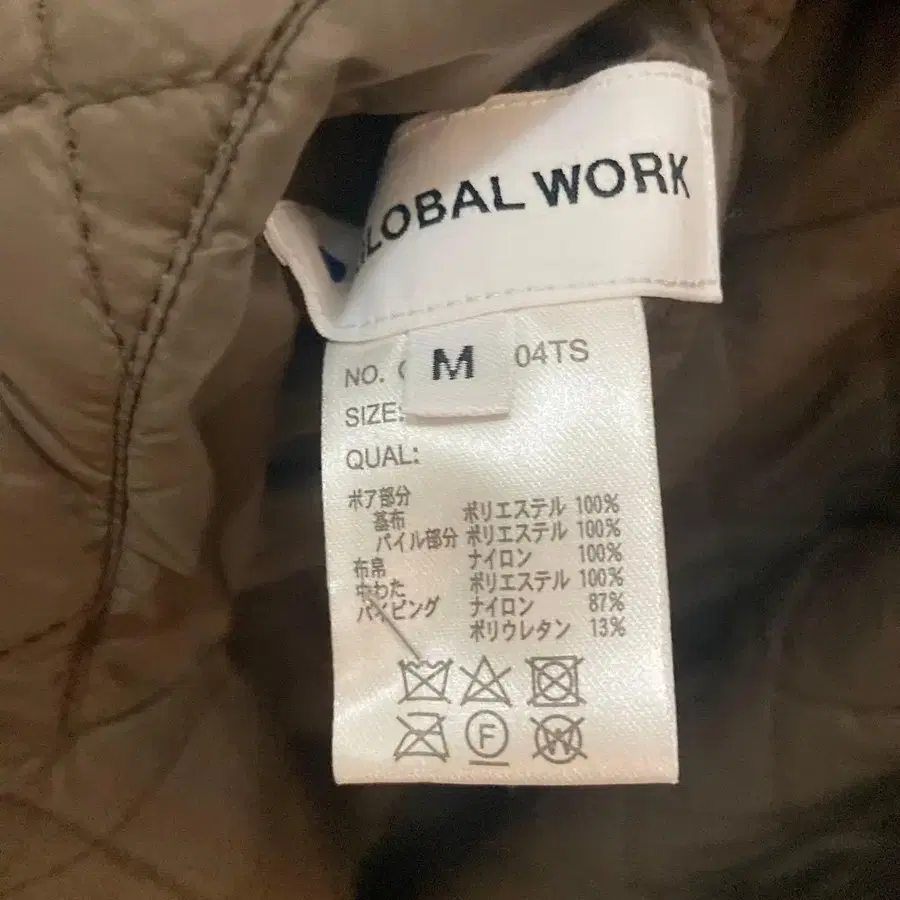 GLOBAL WORK
M
NO. 04TS
SIZE:
QUAL:
ボア部分
基布 ポリエステル 100%
パイル部分 ポリエステル 100%
布帛 ナイロン 100%
中わた ポリエステル 100%
パイピング ナイロン 87%
ポリウレタン 13%
F
W